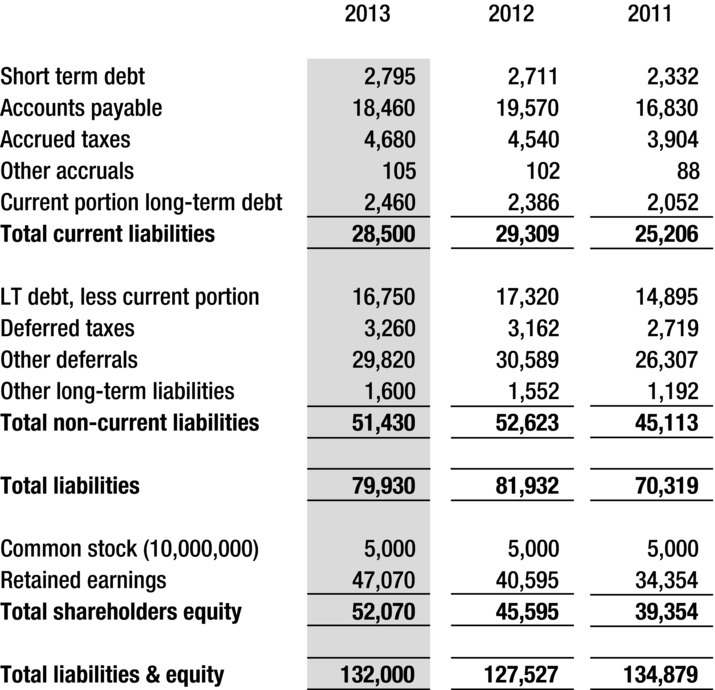 2013 2012 2011
Short term debt 2,795 2,711 2,332
Accounts payable 18,460 19,570 16,830
Accrued taxes 4,680 4,540 3,904
Other accruals 105 102 88
Current portion long-term debt 2,460 2,386 2,052
Total current liabilities 28,500 29,309 25,206
LT debt, less current portion 16,750 17,320 14,895
Deferred taxes 3,260 3,162 2,719
Other deferrals 29,820 30,589 26,307
Other long-term liabilities 1,600 1,552 1,192
Total non-current liabilities 51,430 52,623 45,113
Total liabilities 79,930 81,932 70,319
Common stock (10,000,000) 5,000 5,000 5,000
Retained earnings 47,070 40,595 34,354
Total shareholders equity 52,070 45,595 39,354
Total liabilities & equity 132,000 127,527 134,879